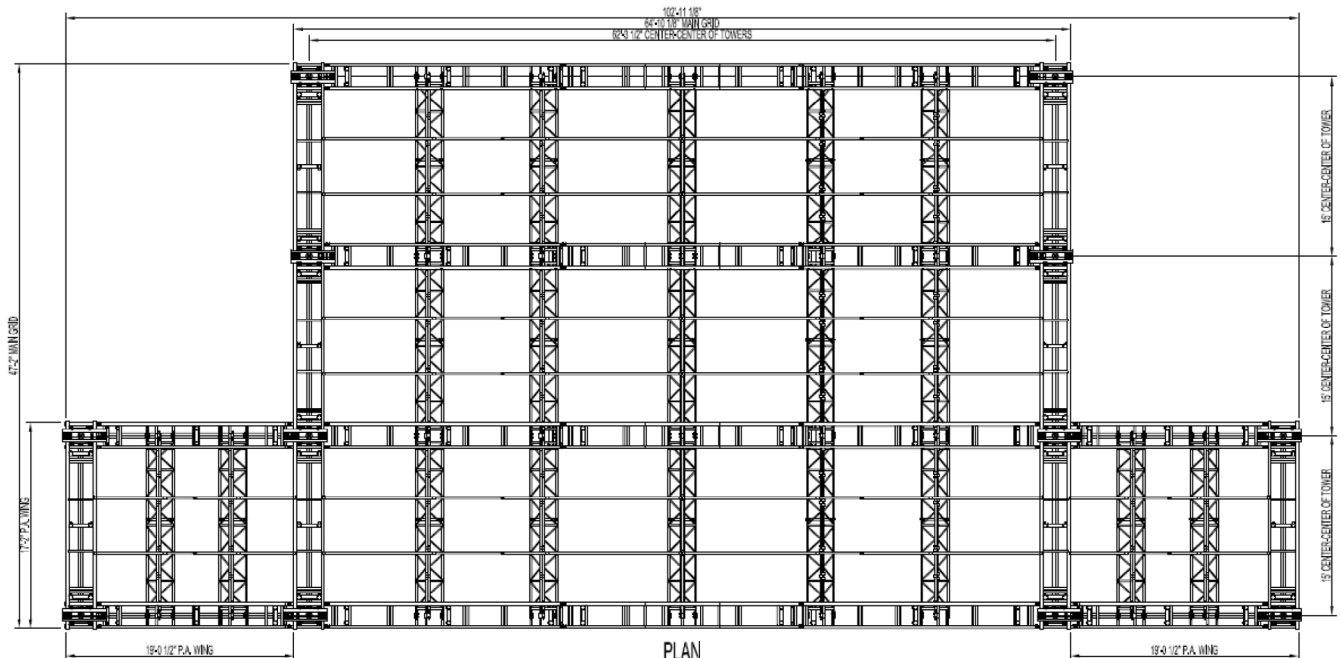 102'-11 1/8"
64'-10 1/8" MAIN GRID
62'-3 1/2" CENTER-CENTER OF TOWERS
47'-2" MAIN GRID
15' CENTER-CENTER OF TOWER
15' CENTER-CENTER OF TOWER
15' CENTER-CENTER OF TOWER
17'-2" P.A. WING
19'-0 1/2" P.A. WING
PLAN
19'-0 1/2" P.A. WING